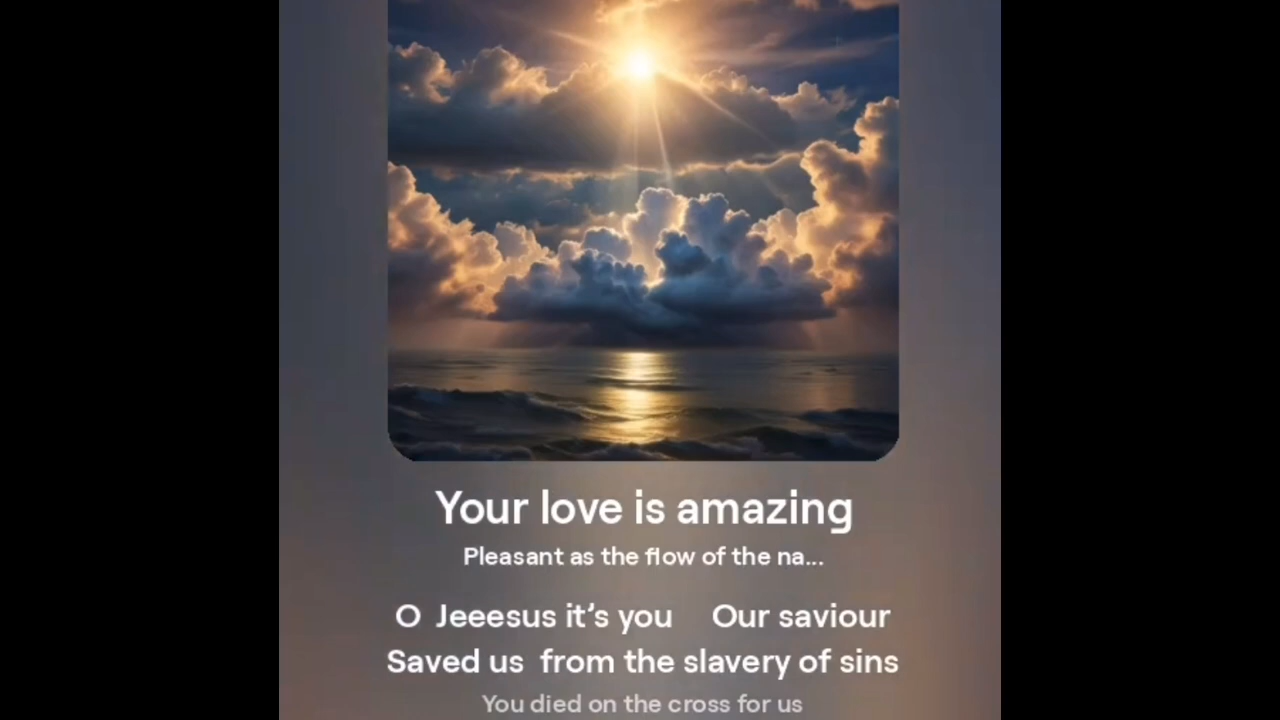 Your love is amazing
Pleasant as the flow of the na...
O Jeeesus it's you Our saviour
Saved us from the slavery of sins
You died on the cross for us